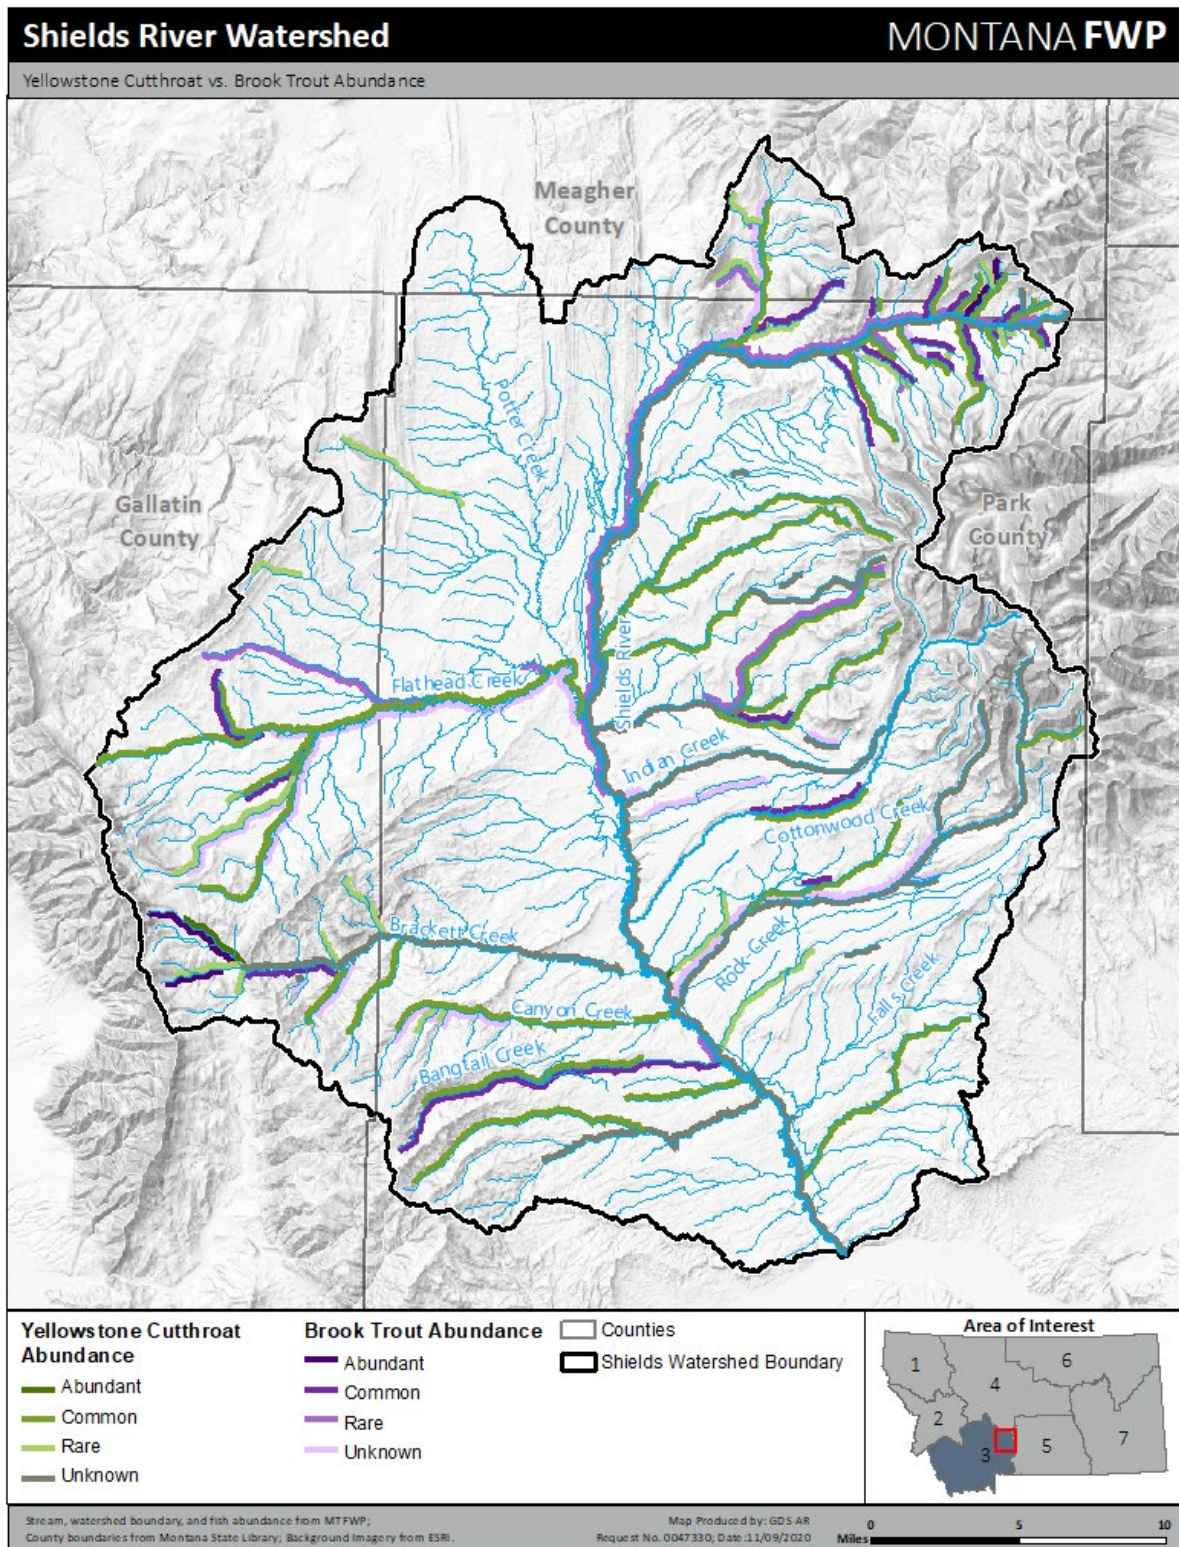 Shields River Watershed
MONTANA FWP
Yellowstone Cutthroat vs. Brook Trout Abundance
Meagher
County
Potter Creek
Gallatin
County
Park
County
Shields River
Flathead Creek
Indian Creek
Cottonwood Creek
Brackett Creek
Rock Creek
Falls Creek
Canyon Creek
Bangtail Creek
Yellowstone Cutthroat
Abundance
Abundant
Common
Rare
Unknown
Brook Trout Abundance
Abundant
Common
Rare
Unknown
Counties
Shields Watershed Boundary
Area of Interest
1
6
4
2
3
5
7
Stream, watershed boundary, and fish abundance from MTFWP;
County boundaries from Montana State Library; Background Imagery from ESRI.
Map Produced by: GDS AR
Request No. 0047330; Date:11/09/2020
0 5 10
Miles